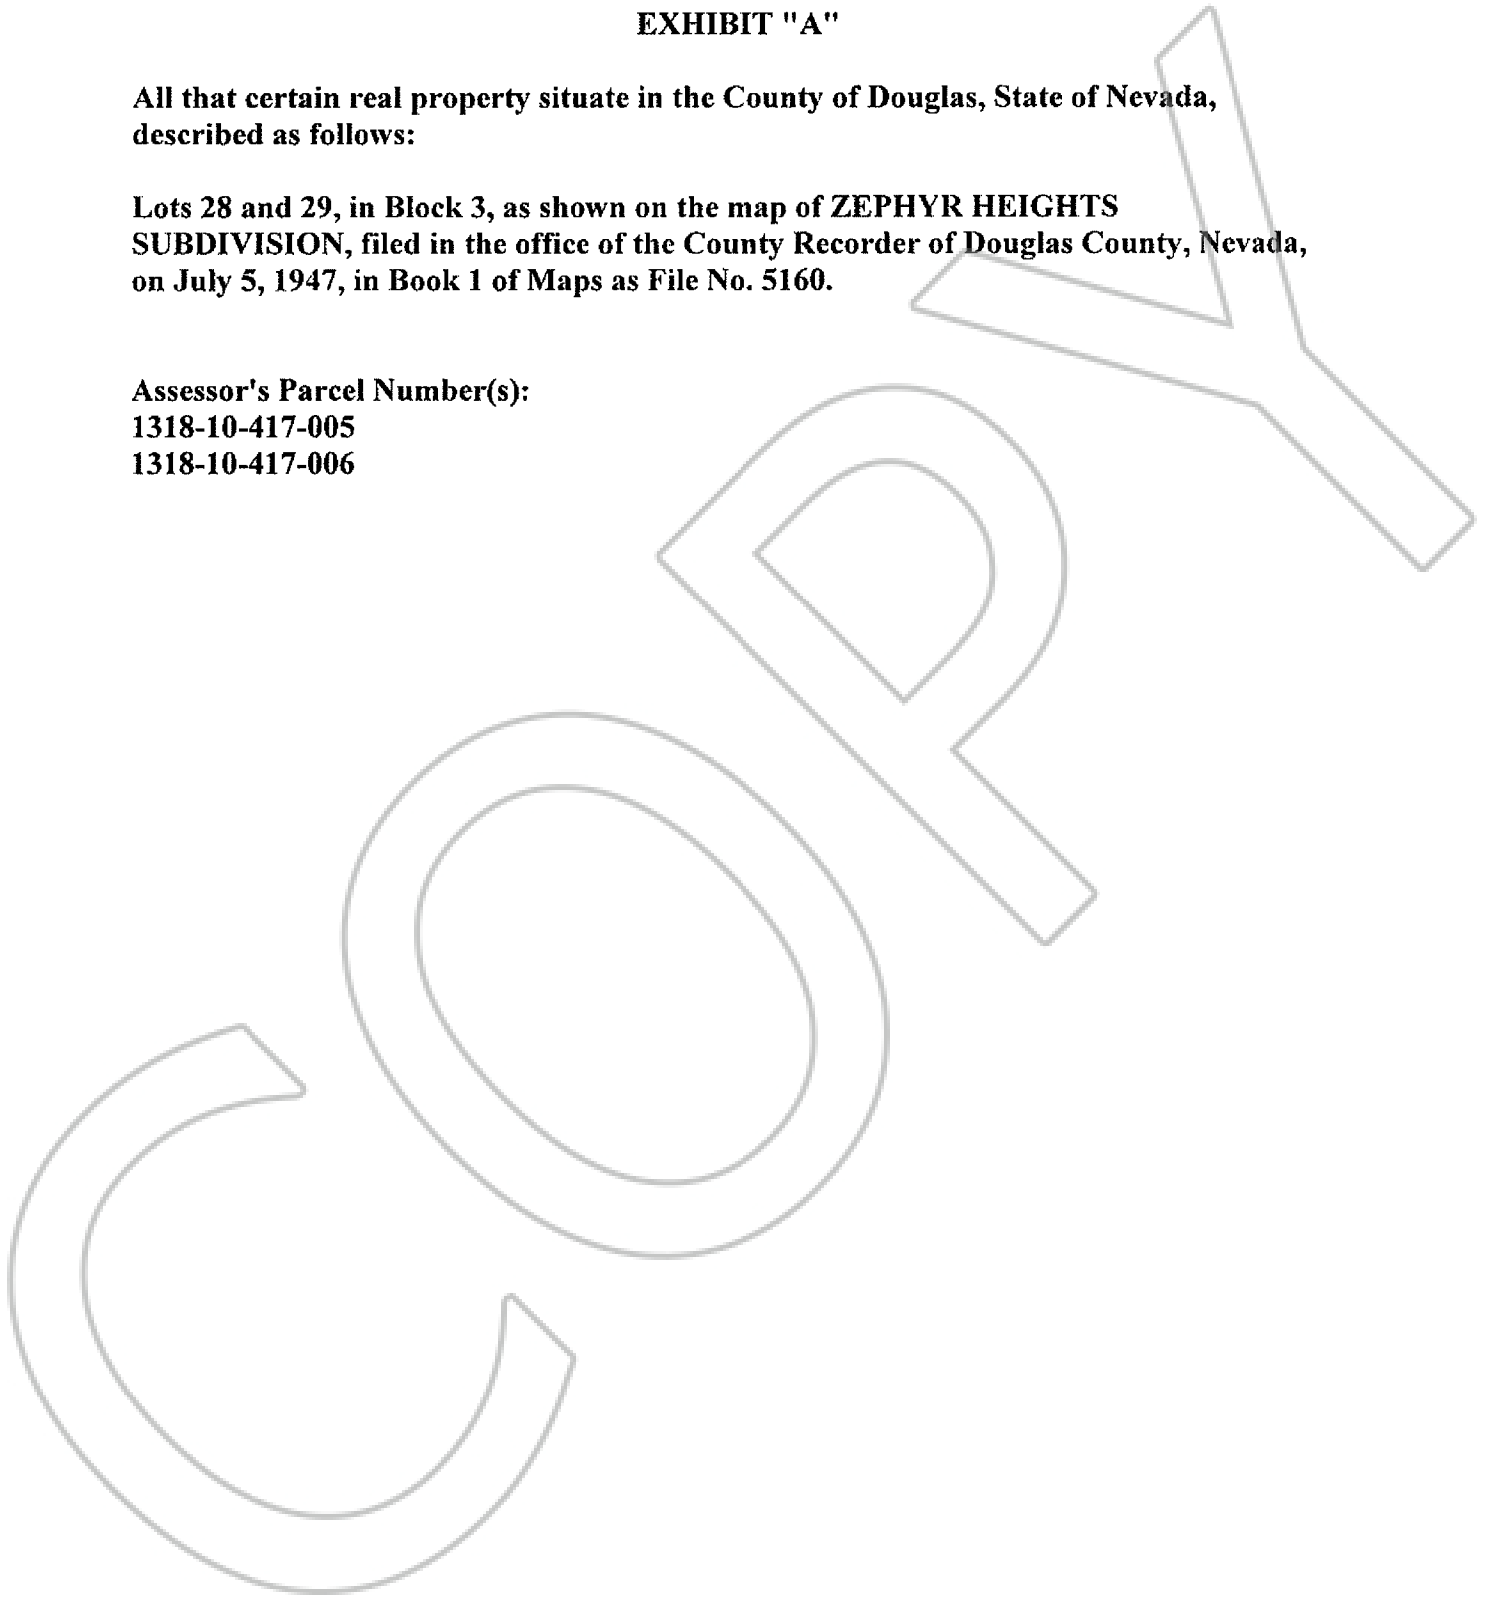 EXHIBIT "A"
All that certain real property situate in the County of Douglas, State of Nevada,
described as follows:
Lots 28 and 29, in Block 3, as shown on the map of ZEPHYR HEIGHTS
SUBDIVISION, filed in the office of the County Recorder of Douglas County, Nevada,
on July 5, 1947, in Book 1 of Maps as File No. 5160.
Assessor's Parcel Number(s):
1318-10-417-005
1318-10-417-006
COPY